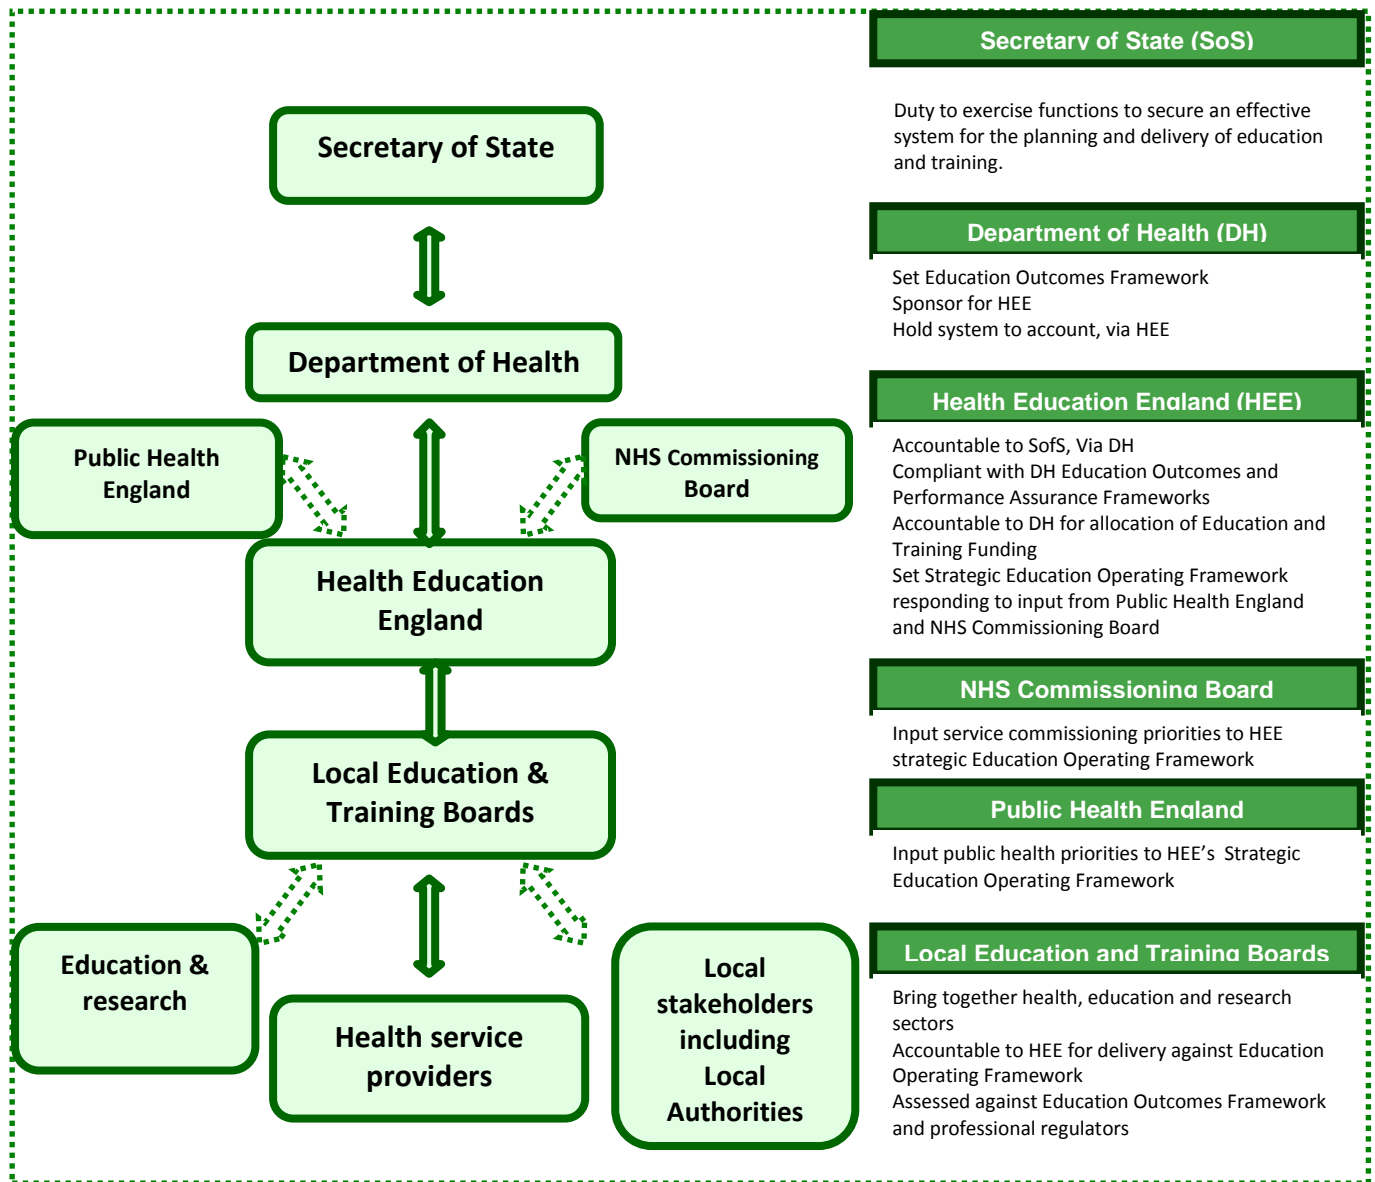 Secretary of State
Department of Health
Public Health
England
NHS Commissioning
Board
Health Education
England
Local Education &
Training Boards
Education &
research
Health service
providers
Local
stakeholders
including
Local
Authorities
Secretary of State (SoS)
Duty to exercise functions to secure an effective
system for the planning and delivery of education
and training.
Department of Health (DH)
Set Education Outcomes Framework
Sponsor for HEE
Hold system to account, via HEE
Health Education England (HEE)
Accountable to SofS, Via DH
Compliant with DH Education Outcomes and
Performance Assurance Frameworks
Accountable to DH for allocation of Education and
Training Funding
Set Strategic Education Operating Framework
responding to input from Public Health England
and NHS Commissioning Board
NHS Commissioning Board
Input service commissioning priorities to HEE
strategic Education Operating Framework
Public Health England
Input public health priorities to HEE’s Strategic
Education Operating Framework
Local Education and Training Boards
Bring together health, education and research
sectors
Accountable to HEE for delivery against Education
Operating Framework
Assessed against Education Outcomes Framework
and professional regulators